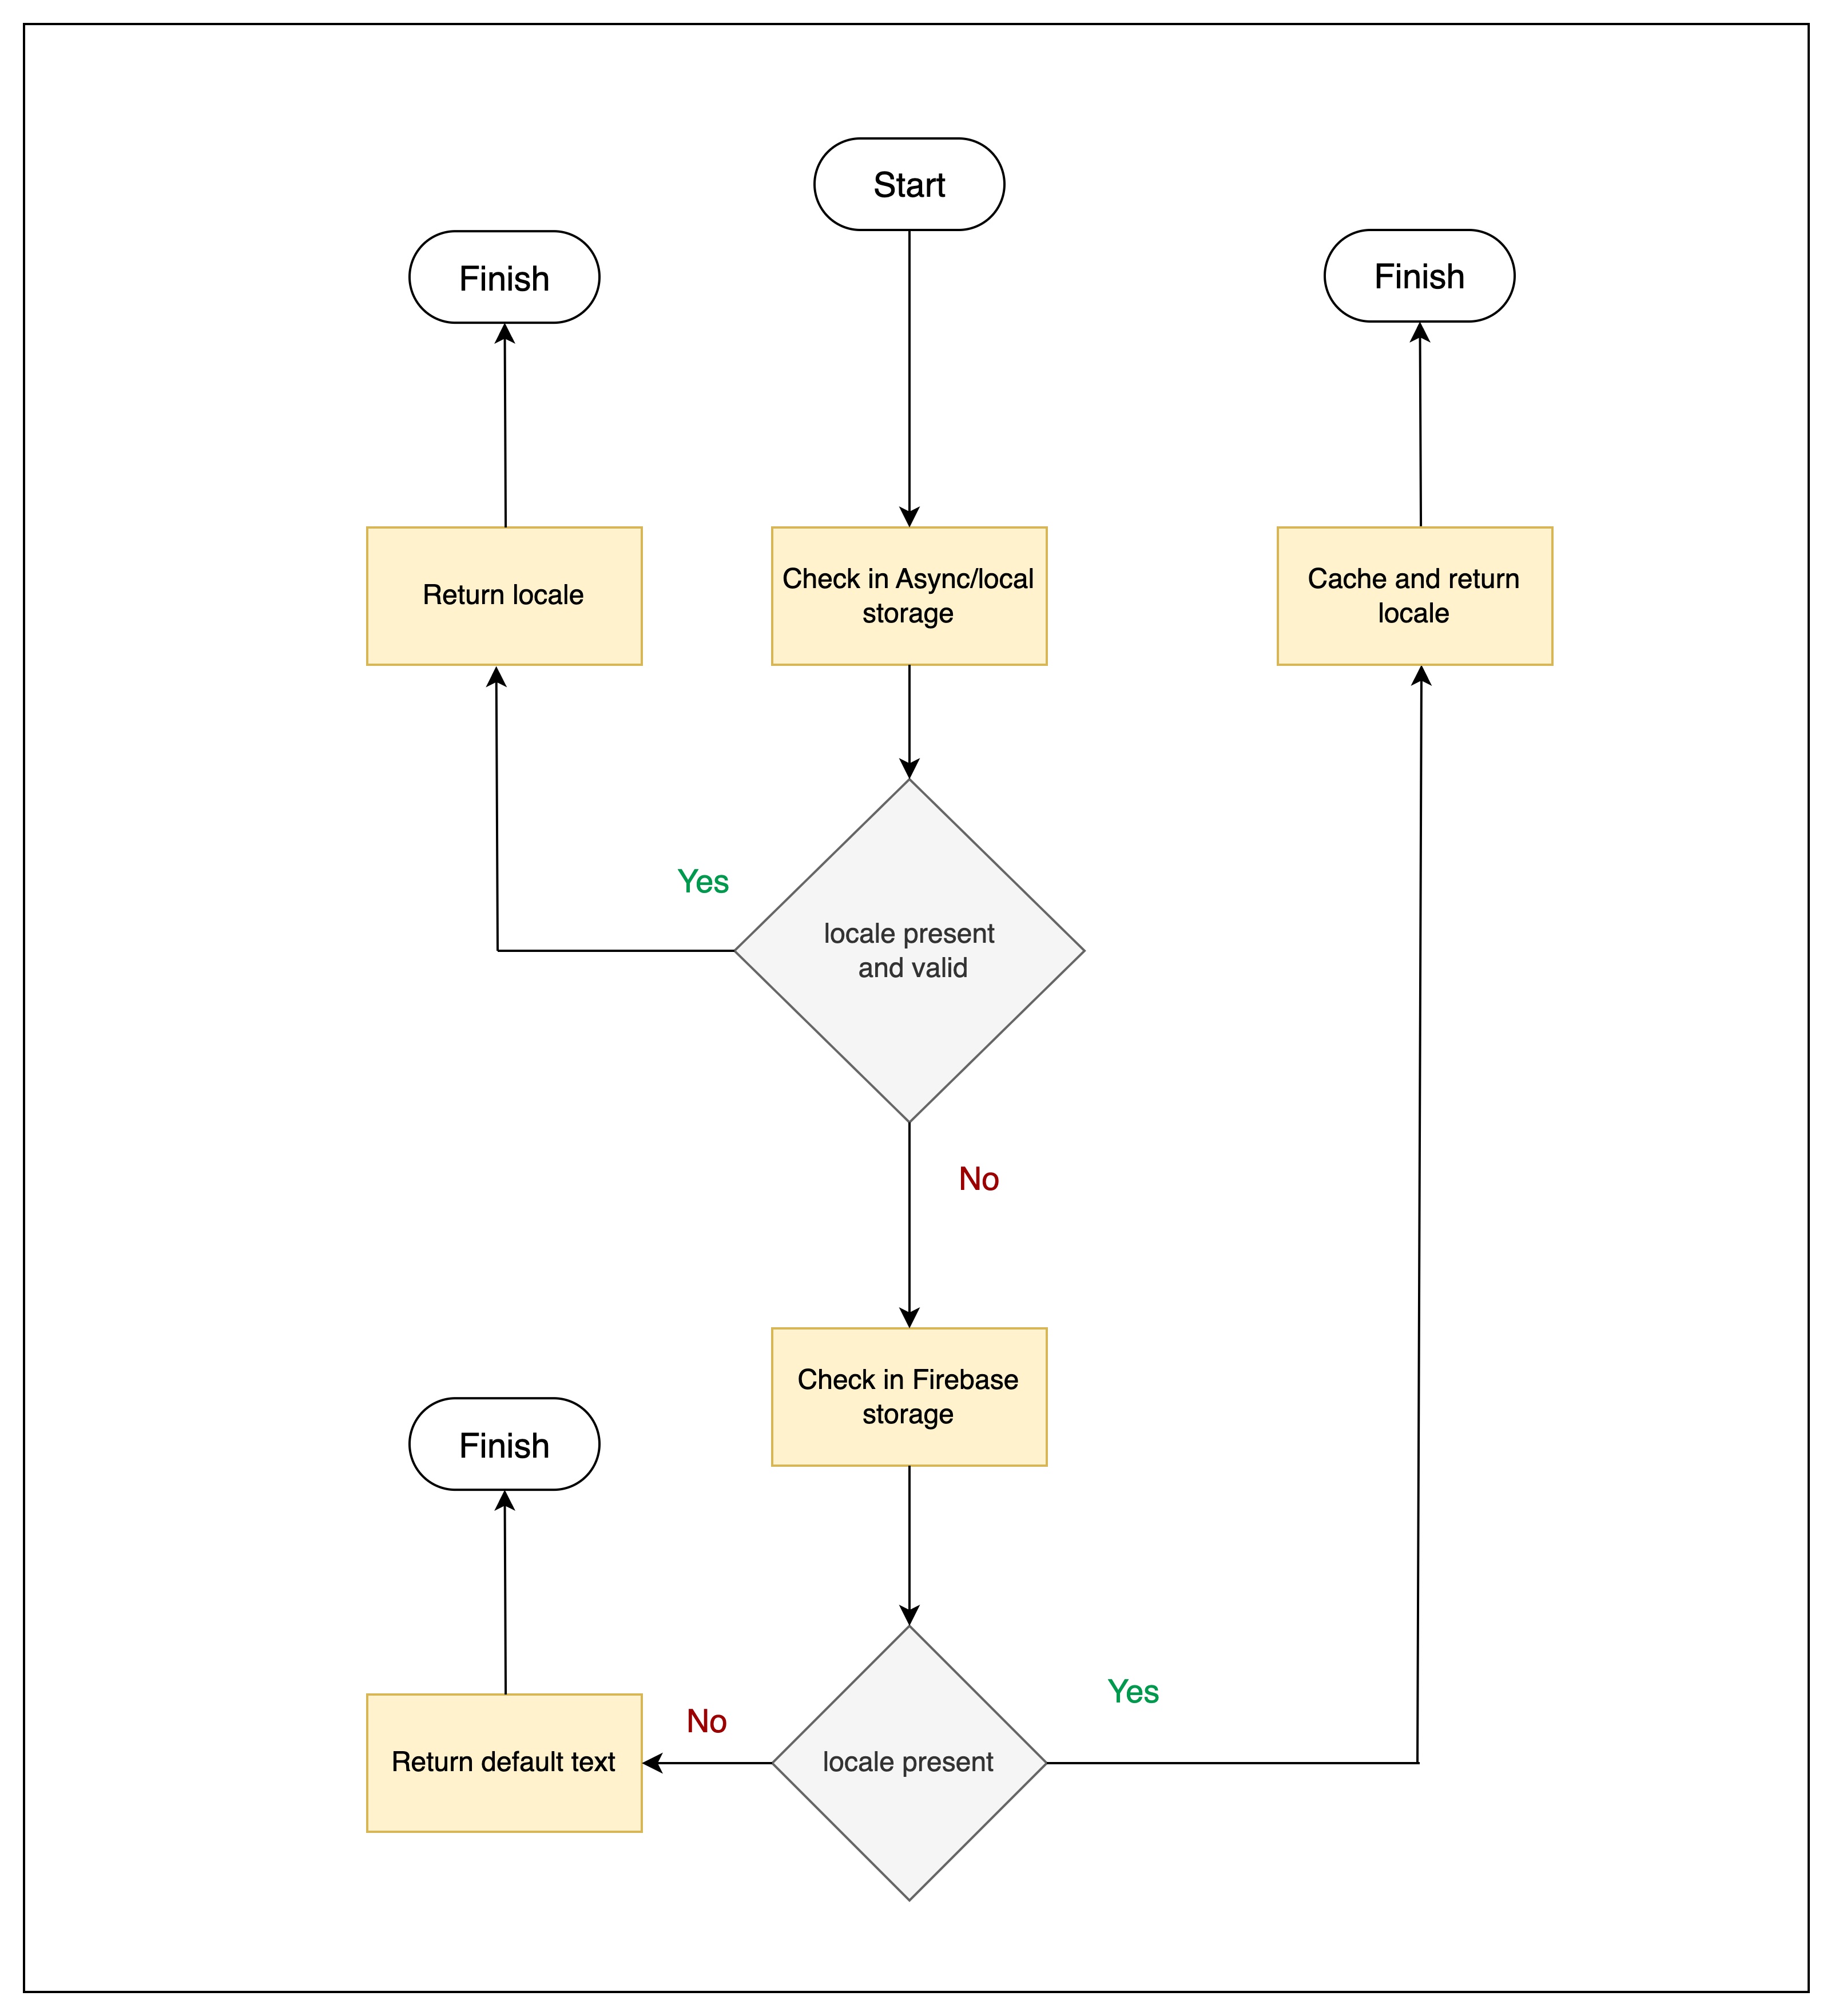 Start
Finish
Finish
Return locale
Check in Async/local
storage
Cache and return
locale
Yes
locale present
and valid
No
Check in Firebase
storage
Finish
Yes
No
Return default text
locale present